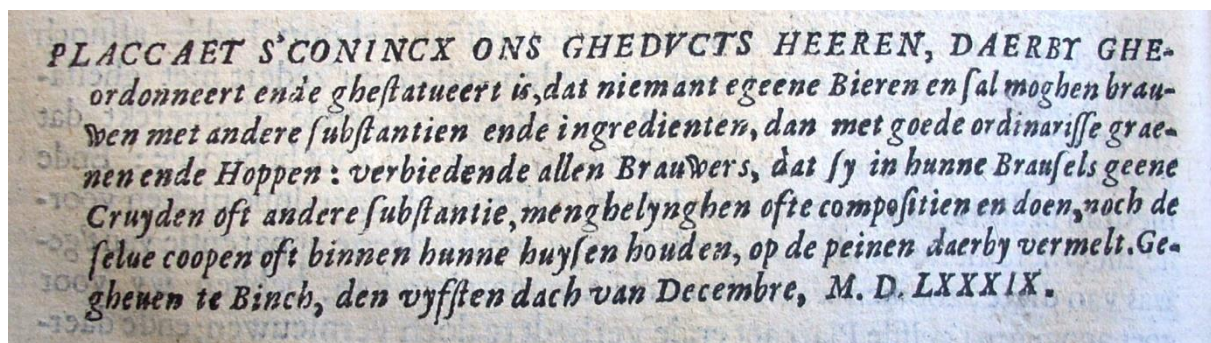 PLACCAET S'CONINCX ONS GHEDVCTS HEEREN, DAERBY GHE-
ordonneert ende gheſtatueert is, dat niemant egeene Bieren en ſal moghen brau-
wen met andere ſubſtantien ende ingredienten, dan met goede ordinariſſe grae-
nen ende Hoppen: verbiedende allen Brauwers, dat ſy in hunne Brauſels geene
Cruyden oft andere ſubſtantie, menghelynghen ofte compoſitien en doen, noch de
ſelue coopen oft binnen hunne huyſen houden, op de peinen daerby vermelt. Ge-
gheuen te Binch, den vyfſten dach van Decembre, M. D. LXXXIX.